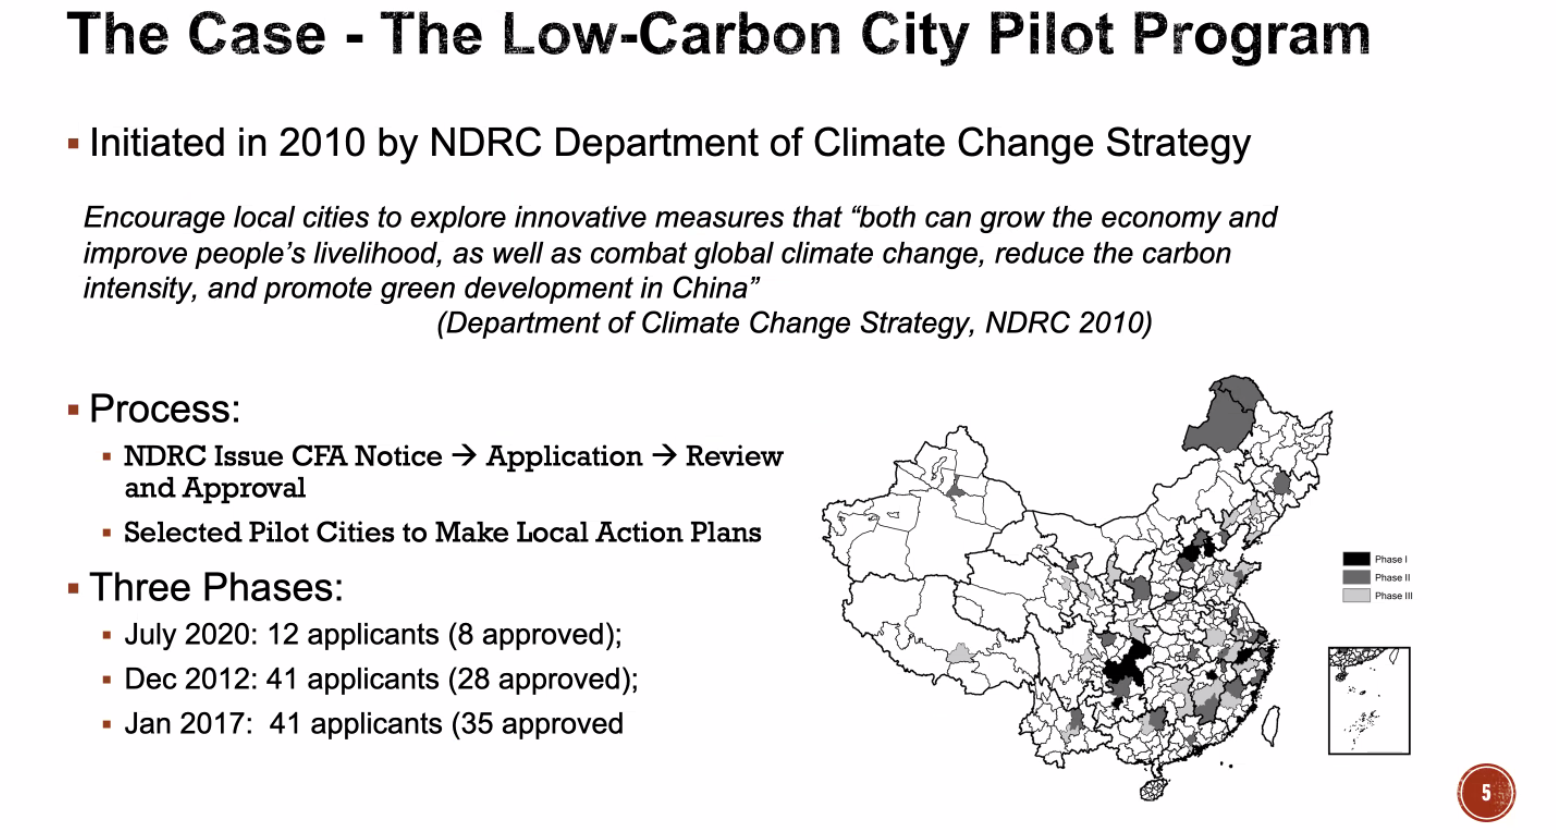 The Case - The Low-Carbon City Pilot Program
▪ Initiated in 2010 by NDRC Department of Climate Change Strategy
Encourage local cities to explore innovative measures that “both can grow the economy and
improve people’s livelihood, as well as combat global climate change, reduce the carbon
intensity, and promote green development in China”
(Department of Climate Change Strategy, NDRC 2010)
▪ Process:
▪ NDRC Issue CFA Notice → Application → Review
and Approval
▪ Selected Pilot Cities to Make Local Action Plans
▪ Three Phases:
▪ July 2020: 12 applicants (8 approved);
▪ Dec 2012: 41 applicants (28 approved);
▪ Jan 2017:  41 applicants (35 approved
Phase I
Phase II
Phase III
5